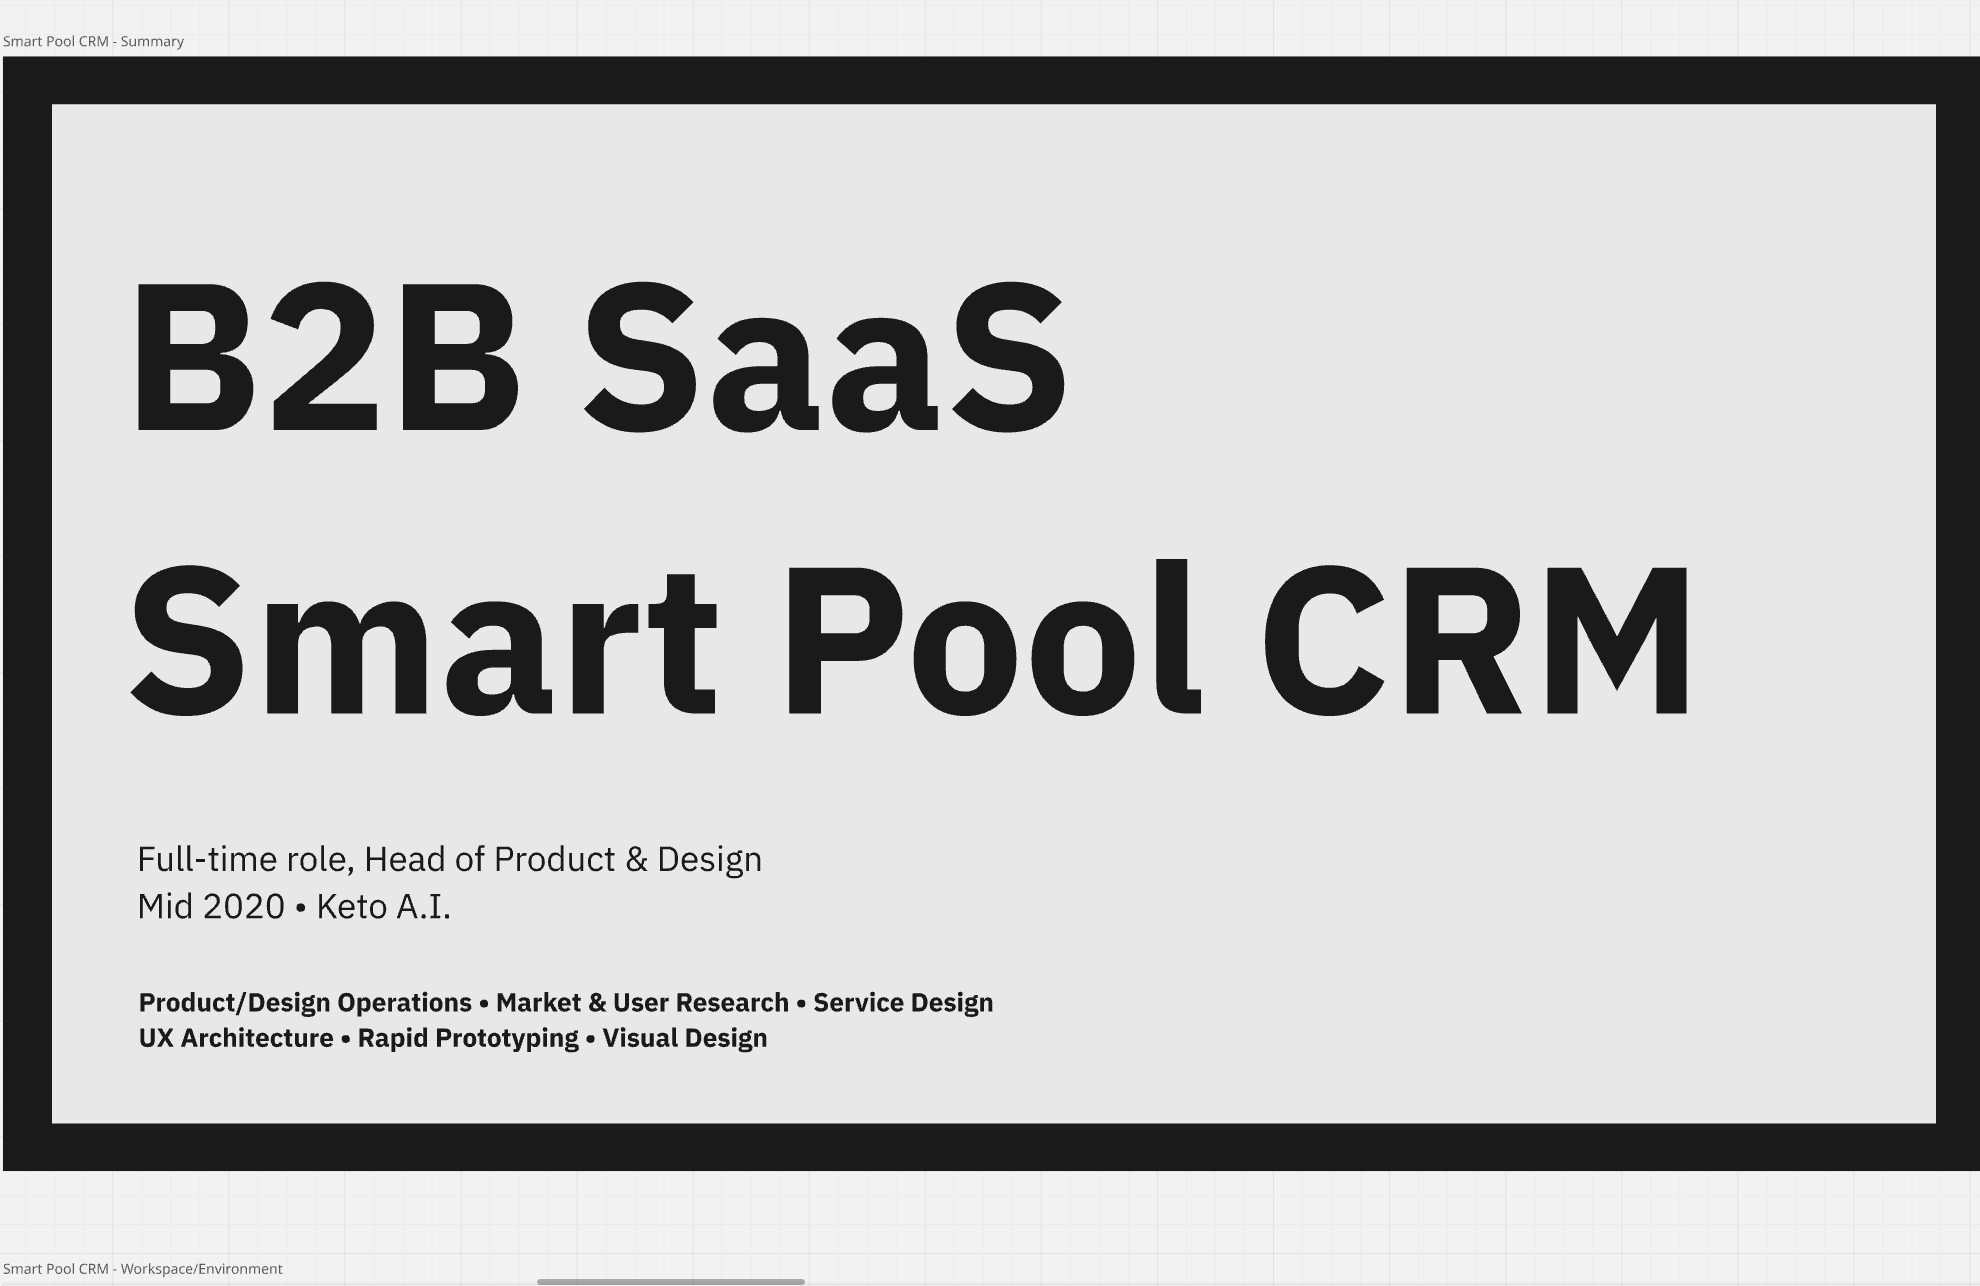 Smart Pool CRM - Summary
B2B SaaS
Smart Pool CRM
Full-time role, Head of Product & Design
Mid 2020 • Keto A.I.
Product/Design Operations • Market & User Research • Service Design
UX Architecture • Rapid Prototyping • Visual Design
Smart Pool CRM - Workspace/Environment